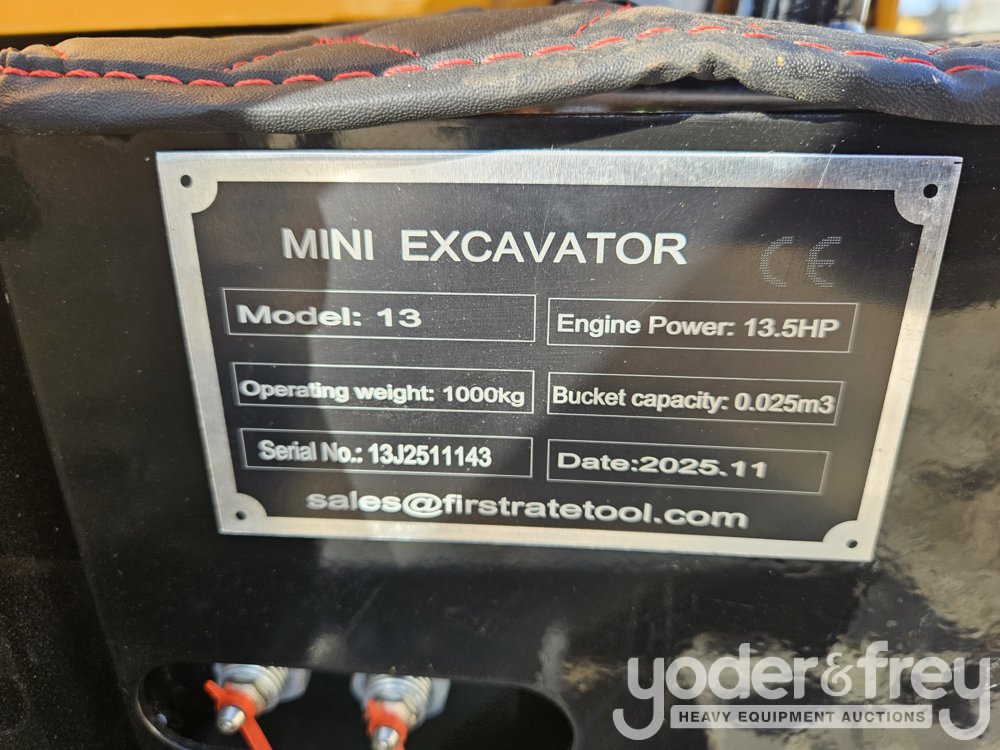 MINI EXCAVATOR
CE
Model: 13
Engine Power: 13.5HP
Operating weight: 1000kg
Bucket capacity: 0.025m3
Serial No.: 13J2511143
Date:2025.11
sales@firstratetool.com
yoder&frey
HEAVY EQUIPMENT AUCTIONS